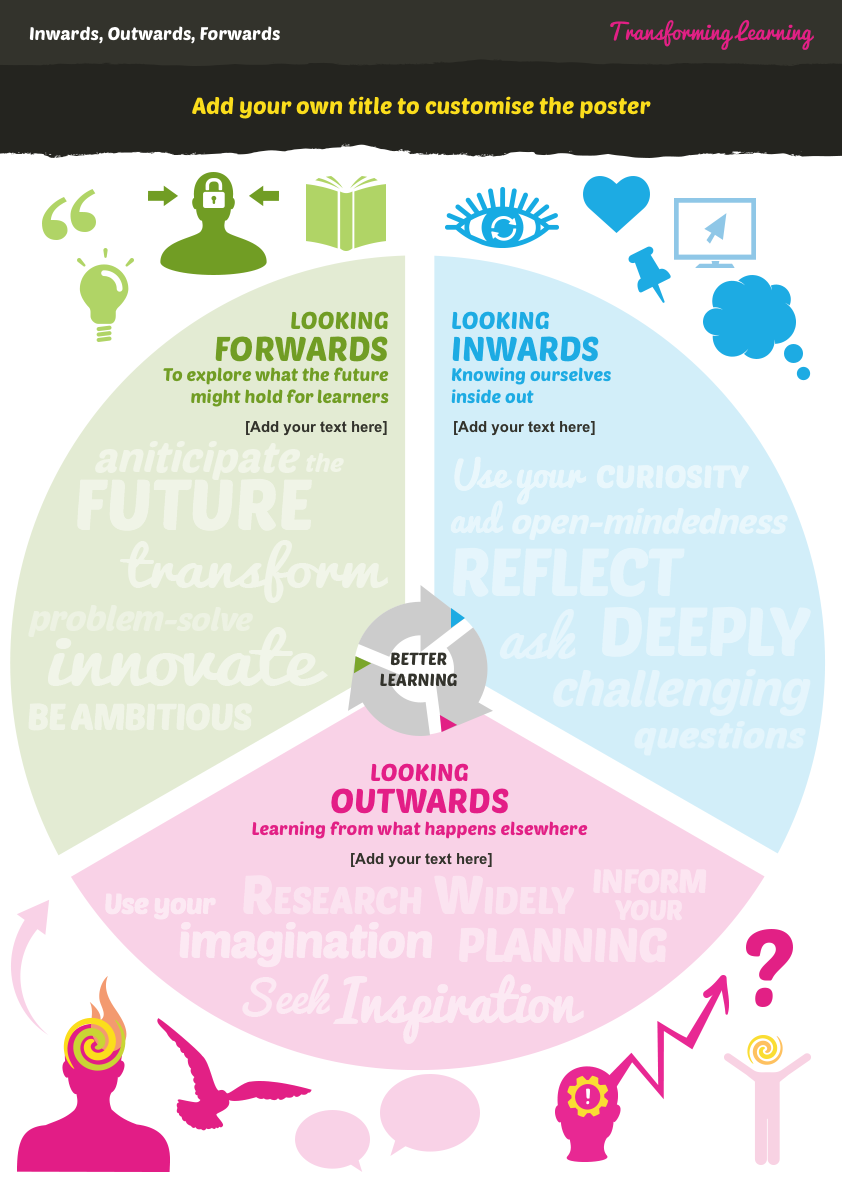 Inwards, Outwards, Forwards
Transforming Learning
Add your own title to customise the poster
LOOKING
FORWARDS
To explore what the future
might hold for learners
[Add your text here]
aniticipate the
FUTURE
transform
problem-solve
innovate
BE AMBITIOUS
LOOKING
INWARDS
Knowing ourselves
inside out
[Add your text here]
Use your CURIOSITY
and open-mindedness
REFLECT
ask DEEPLY
challenging
questions
BETTER
LEARNING
LOOKING
OUTWARDS
Learning from what happens elsewhere
[Add your text here]
Use your RESEARCH WIDELY INFORM
YOUR
imagination PLANNING
Seek Inspiration
?
!